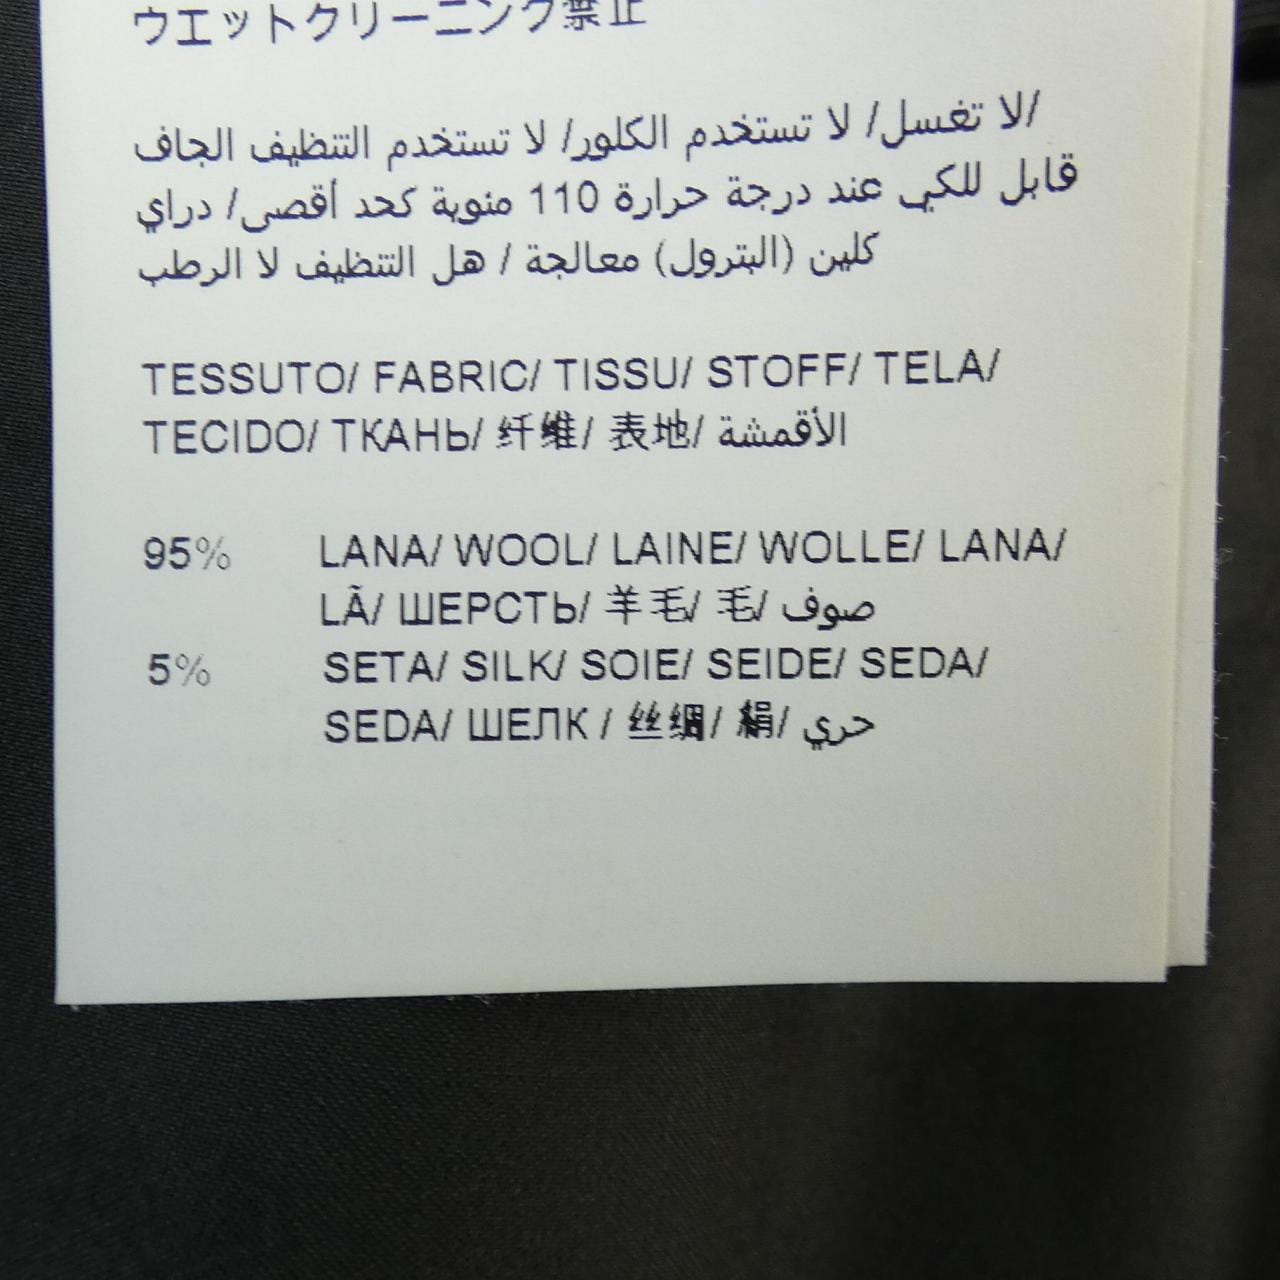 ウエットクリーニング禁止
/لا تغسل/ لا تستخدم الكلور/ لا تستخدم التنظيف الجاف
قابل للكي عند درجة حرارة 110 مئوية كحد أقصى/ دراي
كلين (البترول) معالجة / هل التنظيف لا الرطب
TESSUTO/ FABRIC/ TISSU/ STOFF/ TELA/
TECIDO/ ТКАНЬ/ 纤维/ 表地/ الأقمشة
95% LANA/ WOOL/ LAINE/ WOLLE/ LANA/
LÃ/ ШЕРСТЬ/ 羊毛/ 毛/ صوف
5% SETA/ SILK/ SOIE/ SEIDE/ SEDA/
SEDA/ ШЕЛК / 丝绸/ 絹/ حري